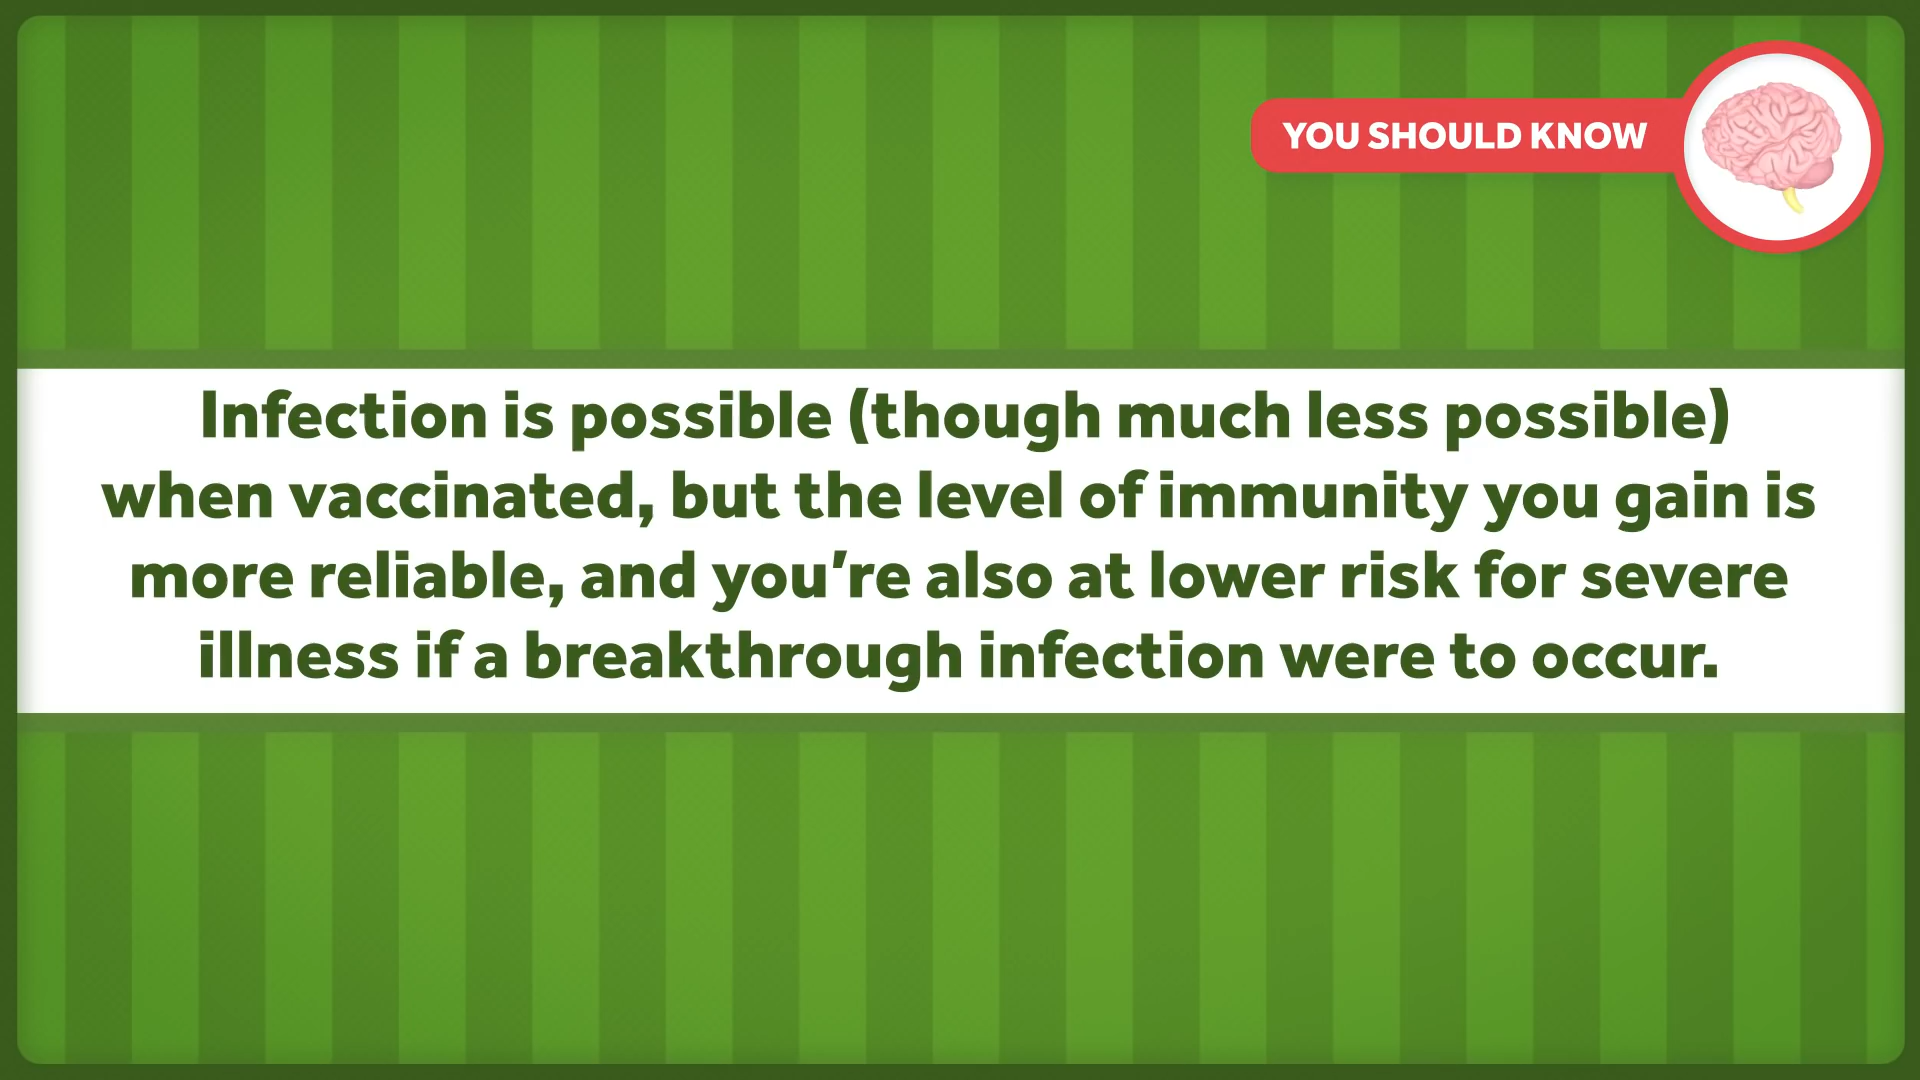 YOU SHOULD KNOW
Infection is possible (though much less possible)
when vaccinated, but the level of immunity you gain is
more reliable, and you’re also at lower risk for severe
illness if a breakthrough infection were to occur.